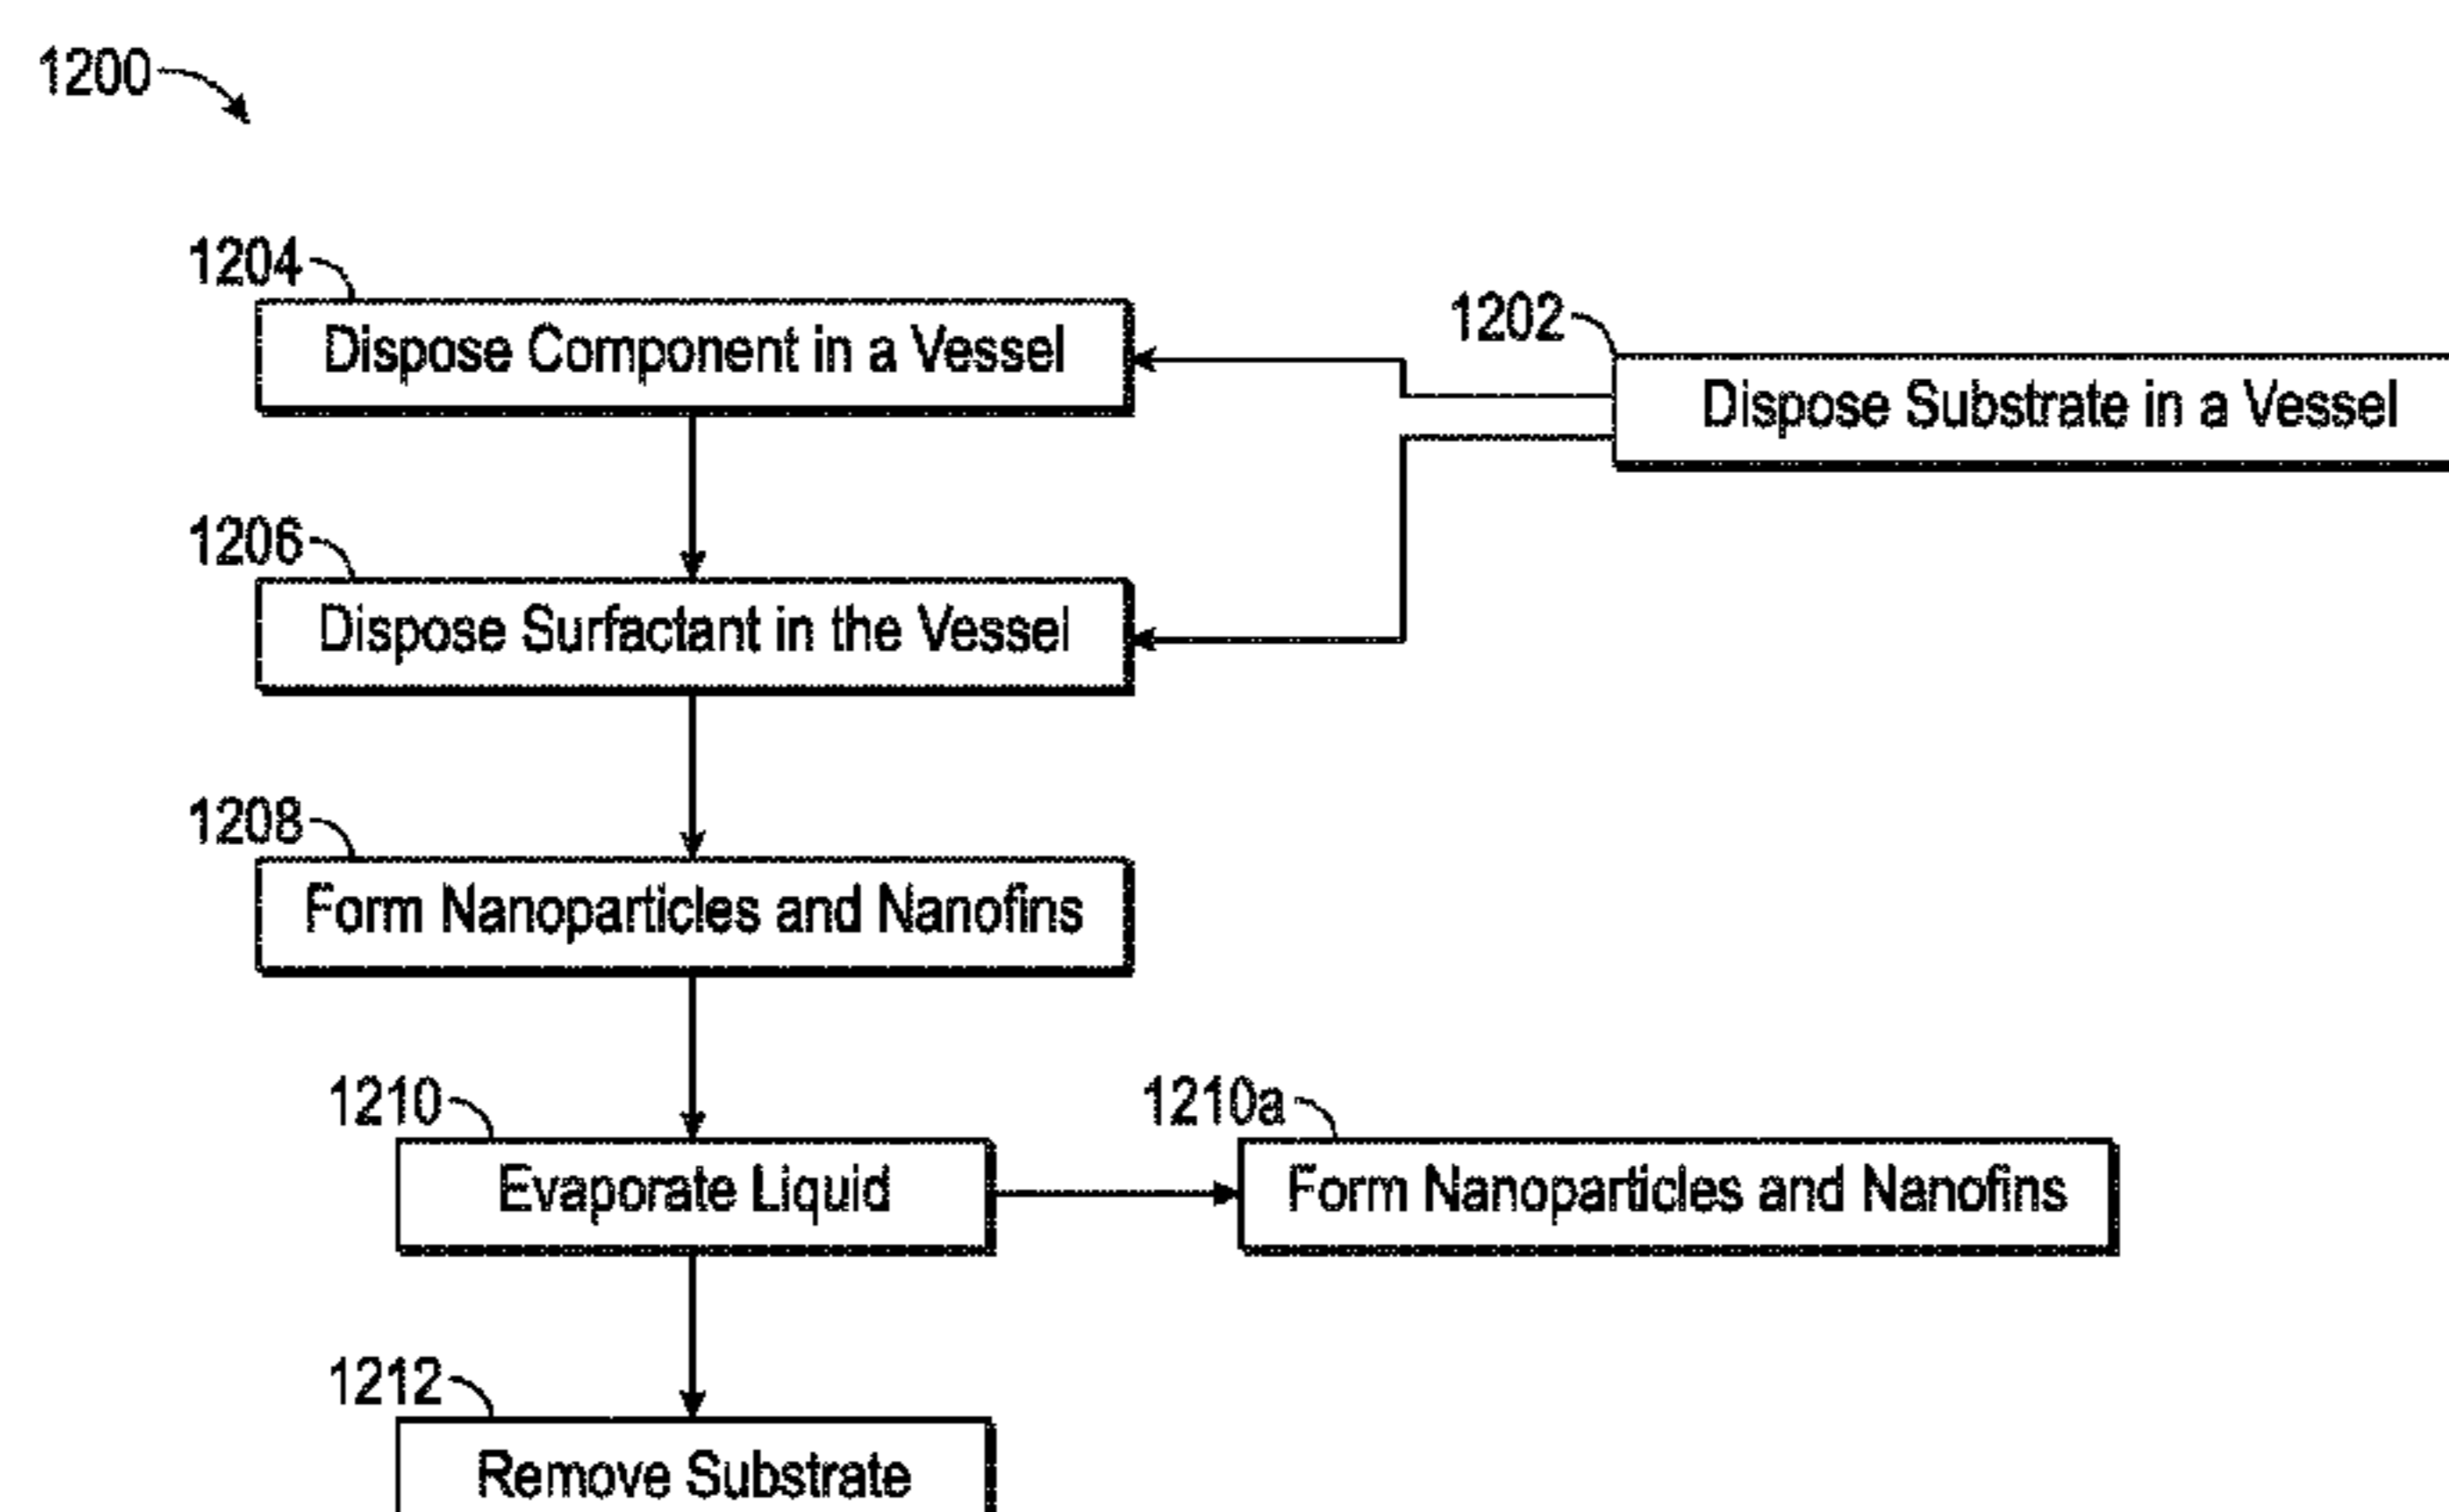 1200
1204
Dispose Component in a Vessel
1202
Dispose Substrate in a Vessel
1206
Dispose Surfactant in the Vessel
1208
Form Nanoparticles and Nanofins
1210
Evaporate Liquid
1210a
Form Nanoparticles and Nanofins
1212
Remove Substrate